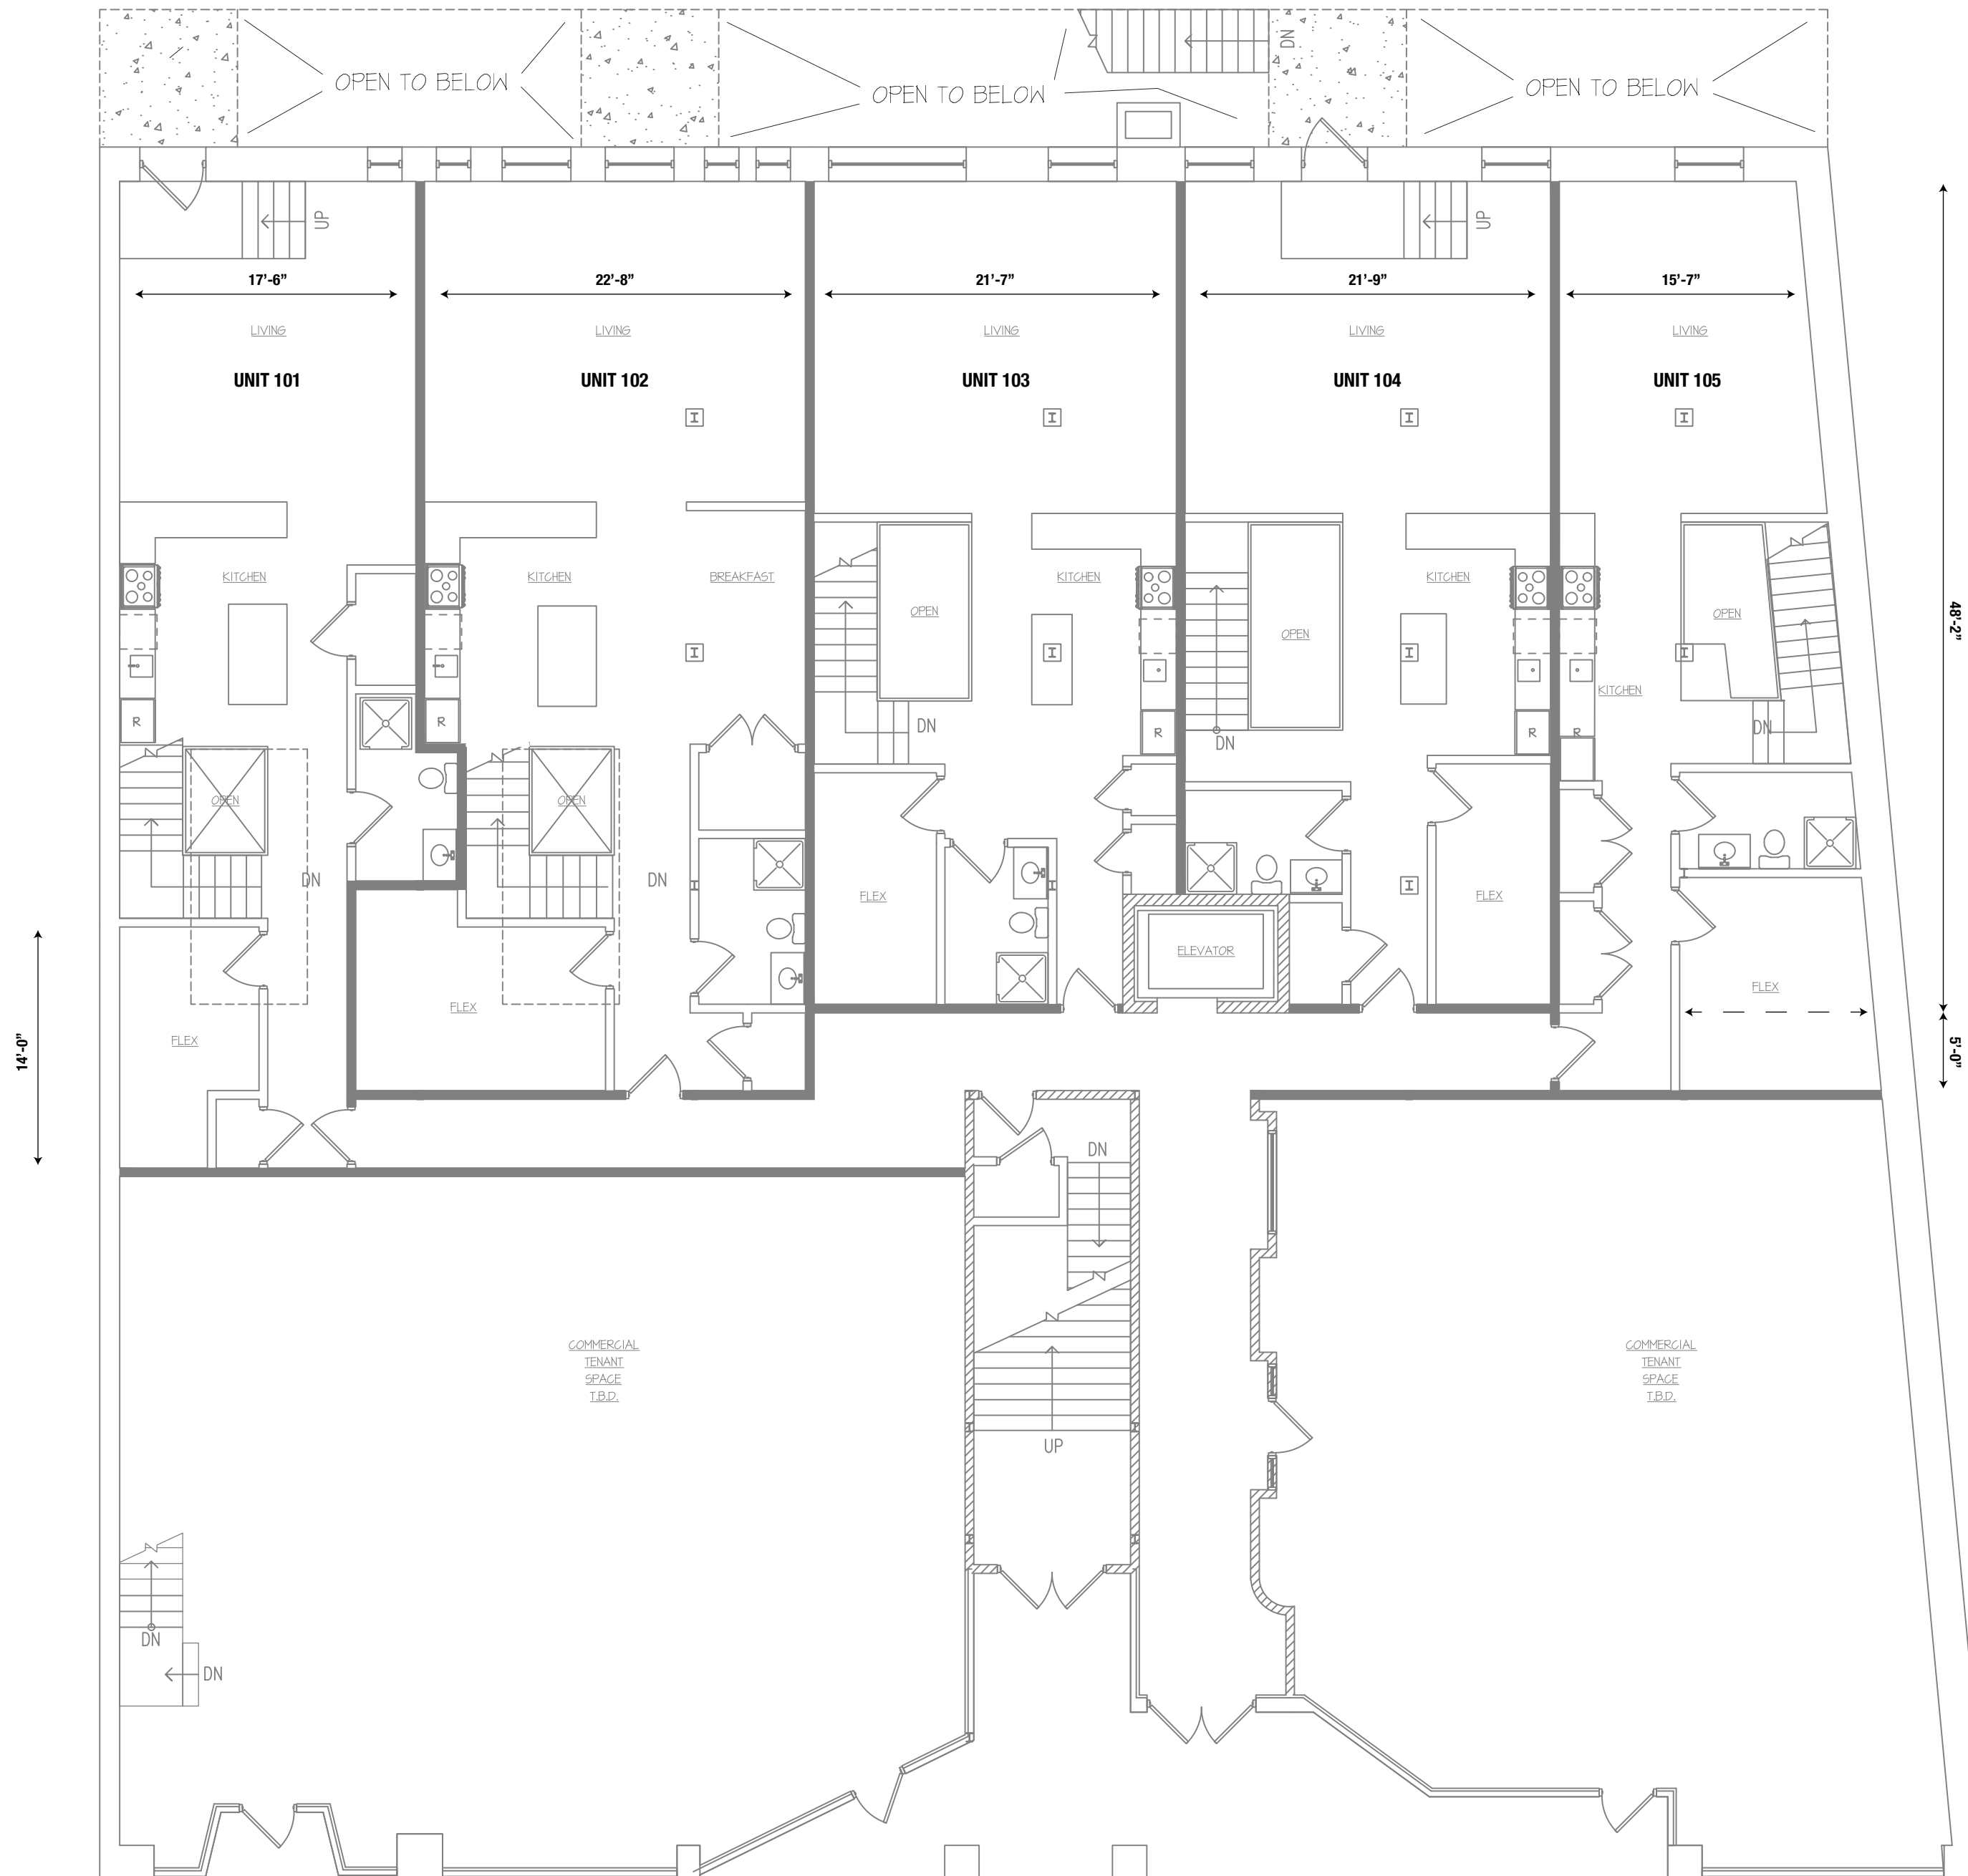 DN
OPEN TO BELOW
OPEN TO BELOW
OPEN TO BELOW
UP
UP
17'-6"
22'-8"
21'-7"
21'-9"
15'-7"
LIVING
LIVING
LIVING
LIVING
LIVING
UNIT 101
UNIT 102
UNIT 103
UNIT 104
UNIT 105
KITCHEN
KITCHEN
BREAKFAST
KITCHEN
KITCHEN
OPEN
OPEN
OPEN
48'-2"
KITCHEN
R
R
R
R
R
DN
DN
DN
OPEN
OPEN
DN
DN
FLEX
FLEX
ELEVATOR
FLEX
FLEX
FLEX
14'-0"
5'-0"
DN
COMMERCIAL
TENANT
SPACE
T.B.D.
COMMERCIAL
TENANT
SPACE
T.B.D.
UP
DN
DN